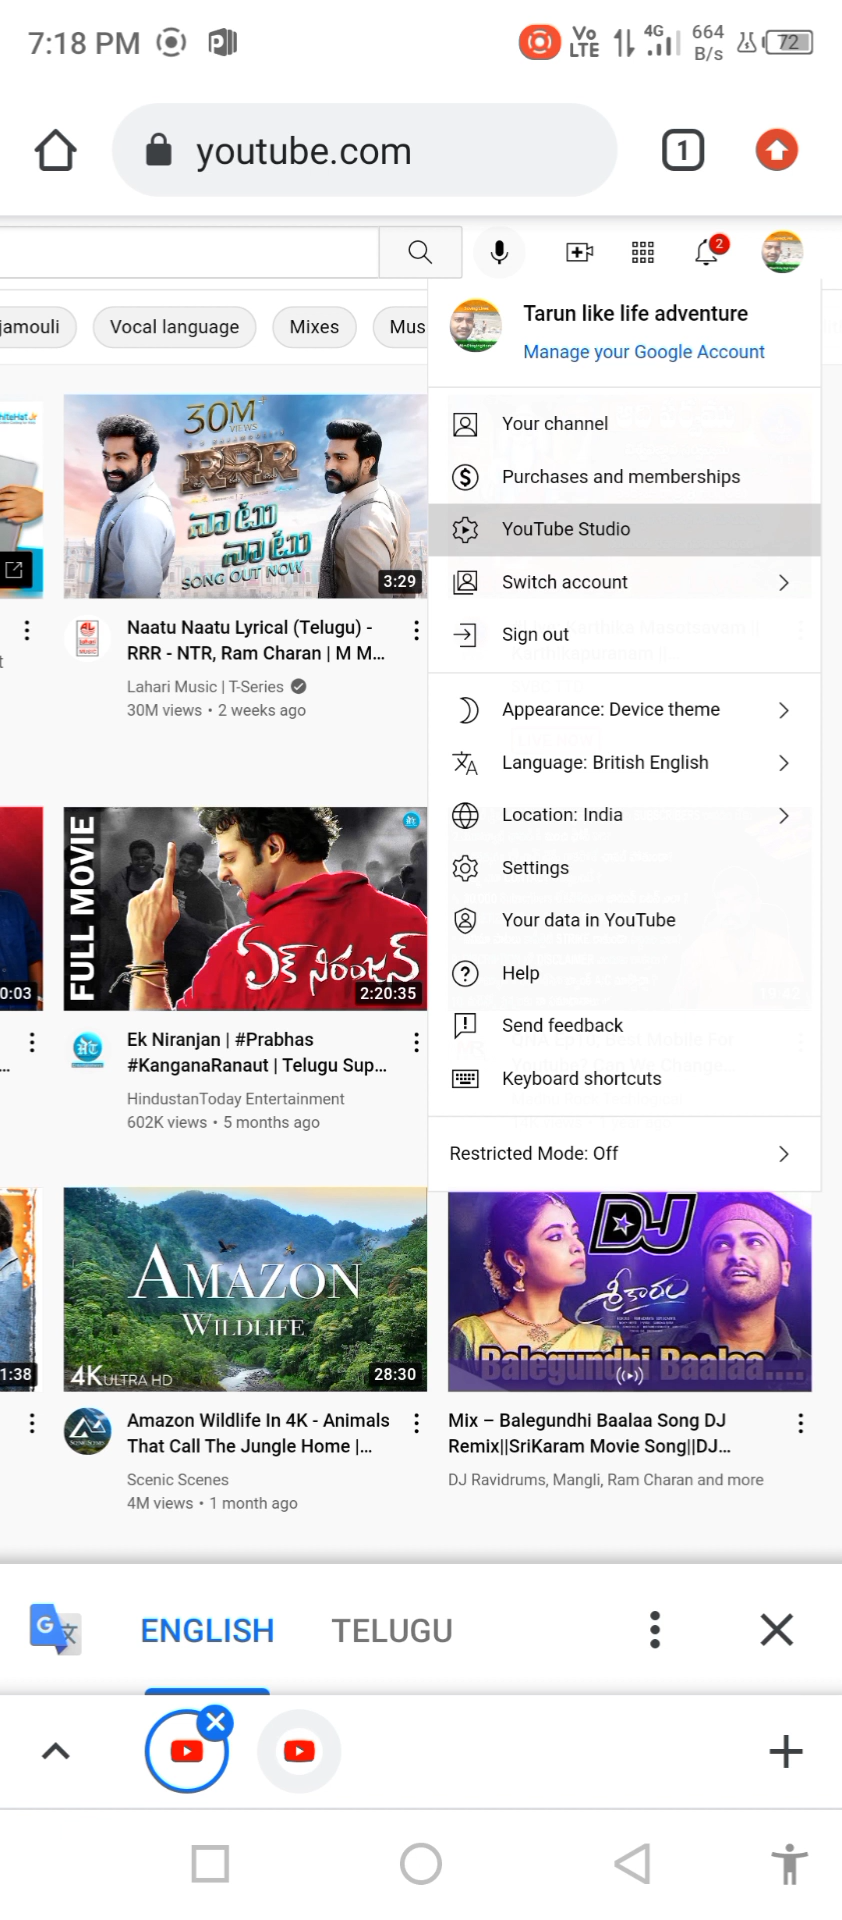 7:18 PM
Vo LTE
4G
664 B/s
72
youtube.com
1
2
jamouli
Vocal language
Mixes
Mus
Tarun like life adventure
Manage your Google Account
Your channel
Purchases and memberships
YouTube Studio
Switch account
Sign out
Appearance: Device theme
Language: British English
Location: India
Settings
Your data in YouTube
Help
Send feedback
Keyboard shortcuts
Restricted Mode: Off
30M+
VIEWS
RRR
నాటు
నాటు
SONG OUT NOW
3:29
Naatu Naatu Lyrical (Telugu) -
RRR - NTR, Ram Charan | M M...
Lahari Music | T-Series
30M views • 2 weeks ago
0:03
FULL MOVIE
ఏక్ నిరంజన్
2:20:35
Ek Niranjan | #Prabhas
#KanganaRanaut | Telugu Sup...
HindustanToday Entertainment
602K views • 5 months ago
1:38
AMAZON
WILDLIFE
4K ULTRA HD
28:30
Amazon Wildlife In 4K - Animals
That Call The Jungle Home |...
Scenic Scenes
4M views • 1 month ago
DJ
శ్రీకారం
Balegundhi Baalaa....
Mix – Balegundhi Baalaa Song DJ
Remix||SriKaram Movie Song||DJ...
DJ Ravidrums, Mangli, Ram Charan and more
ENGLISH
TELUGU